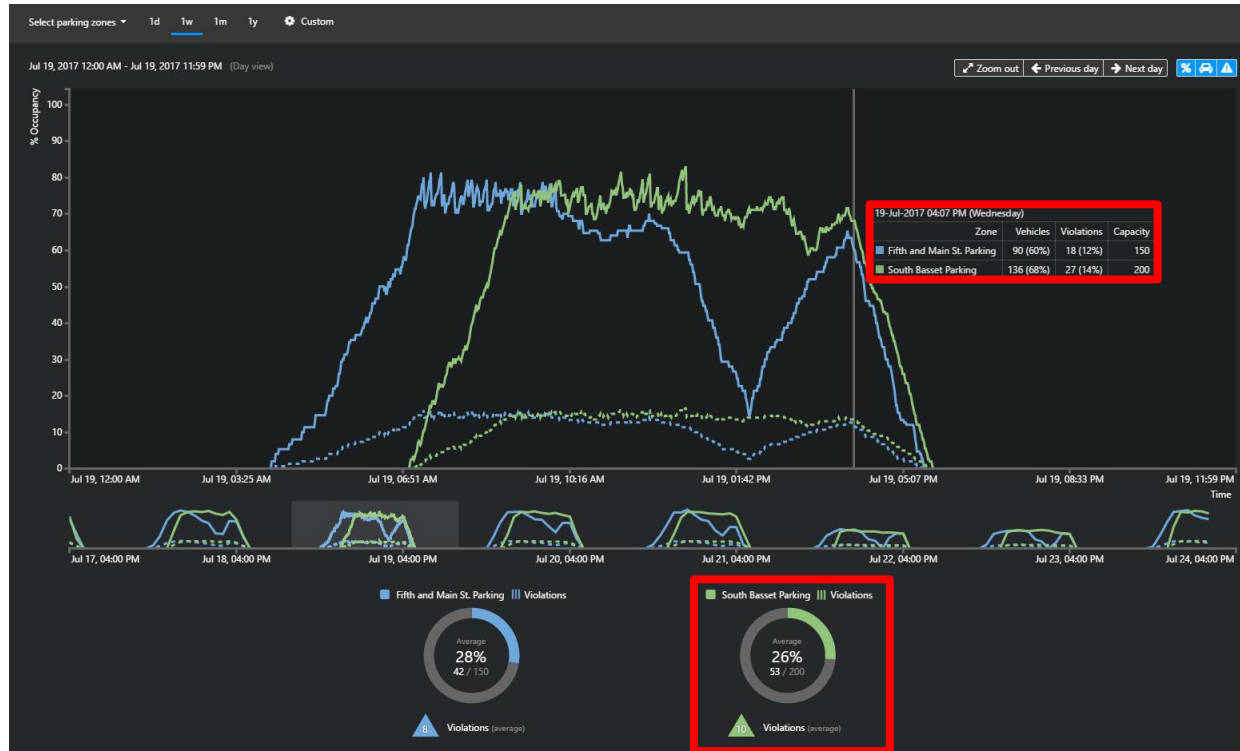 Select parking zones 1d 1w 1m 1y Custom
Jul 19, 2017 12:00 AM - Jul 19, 2017 11:59 PM (Day view) Zoom out Previous day Next day %
% Occupancy
100
90
80
70
60
50
40
30
20
10
0
19-Jul-2017 04:07 PM (Wednesday)
Zone Vehicles Violations Capacity
Fifth and Main St. Parking 90 (60%) 18 (12%) 150
South Basset Parking 136 (68%) 27 (14%) 200
Jul 19, 12:00 AM Jul 19, 03:25 AM Jul 19, 06:51 AM Jul 19, 10:16 AM Jul 19, 01:42 PM Jul 19, 05:07 PM Jul 19, 08:33 PM Jul 19, 11:59 PM
Time
Jul 17, 04:00 PM Jul 18, 04:00 PM Jul 19, 04:00 PM Jul 20, 04:00 PM Jul 21, 04:00 PM Jul 22, 04:00 PM Jul 23, 04:00 PM Jul 24, 04:00 PM
Fifth and Main St. Parking Violations South Basset Parking Violations
Average Average
28% 26%
42 / 150 53 / 200
8 Violations (average) 10 Violations (average)